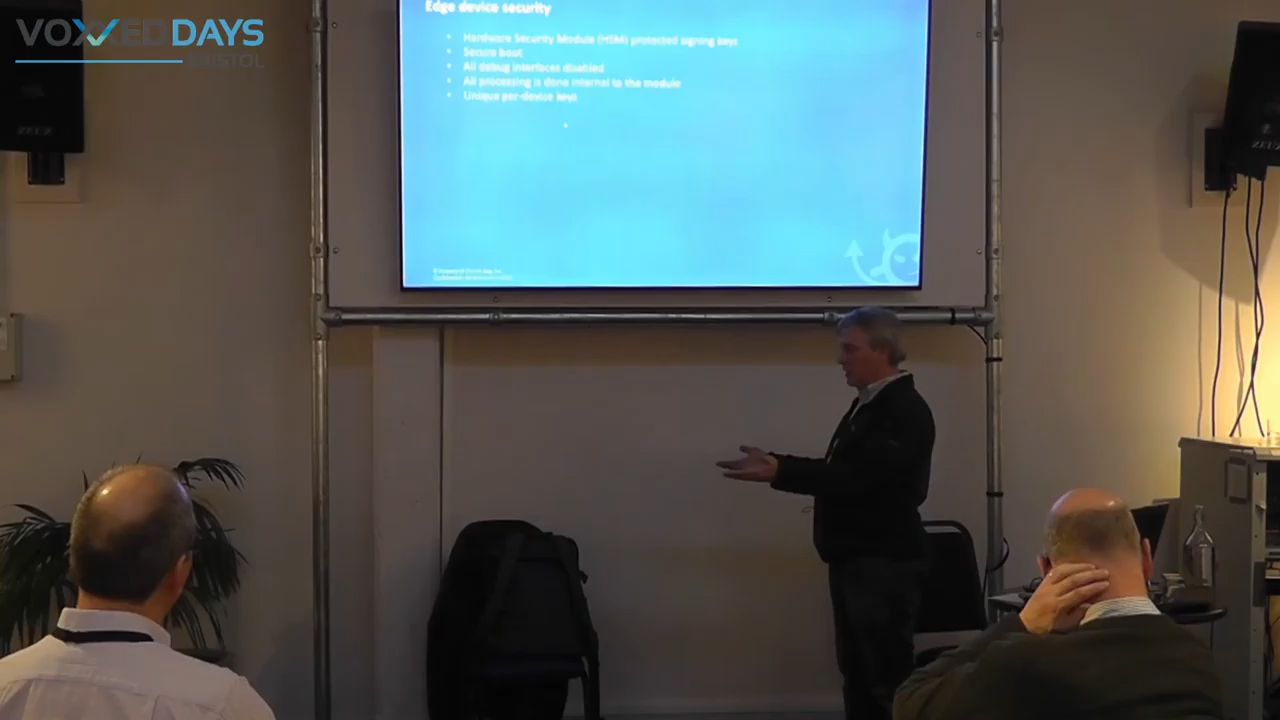 VOXXED DAYS
BRISTOL
Edge device security
• Hardware Security Module (HSM) protected signing keys
• Secure boot
• All debug interfaces disabled
• All processing is done internal to the module
• Unique per-device keys